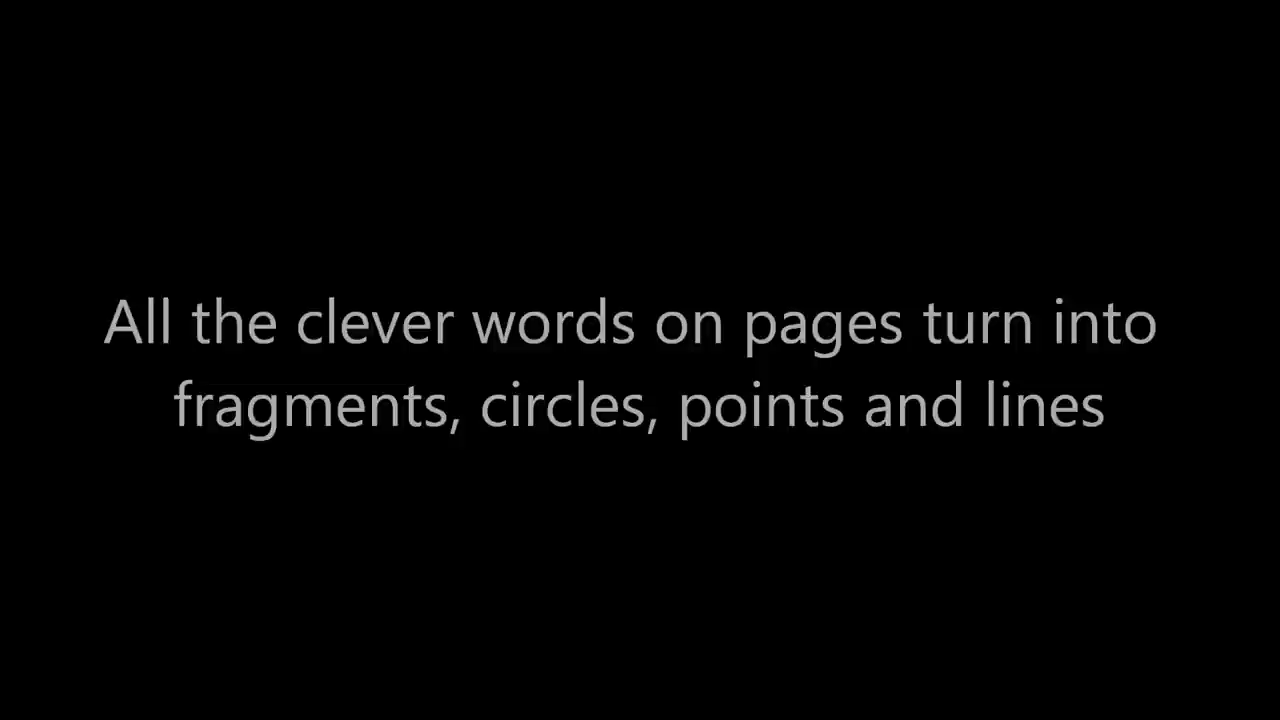 All the clever words on pages turn into
fragments, circles, points and lines